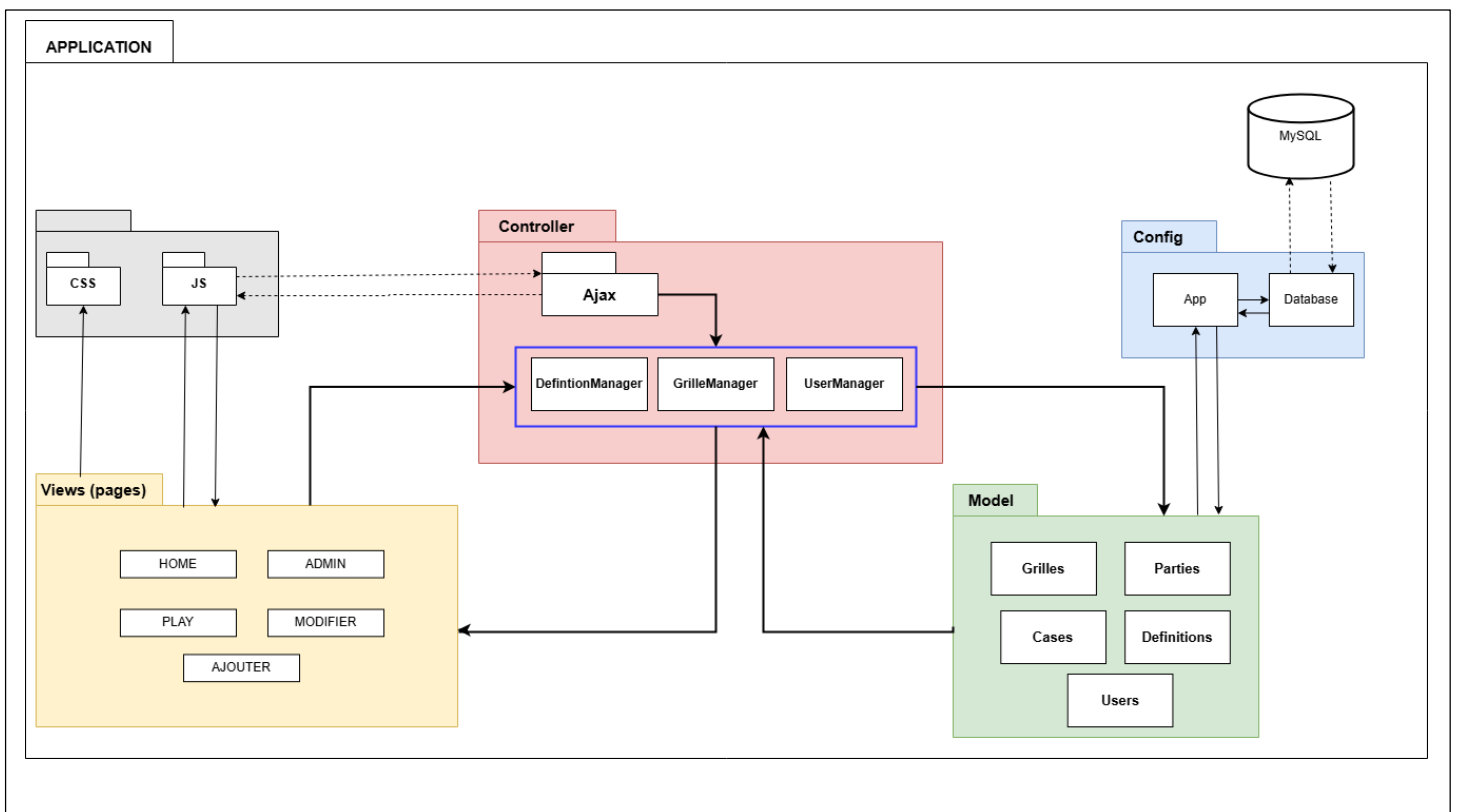 APPLICATION
MySQL
Controller
Config
CSS
JS
Ajax
App
Database
DefintionManager
GrilleManager
UserManager
Views (pages)
Model
HOME
ADMIN
PLAY
MODIFIER
AJOUTER
Grilles
Parties
Cases
Definitions
Users